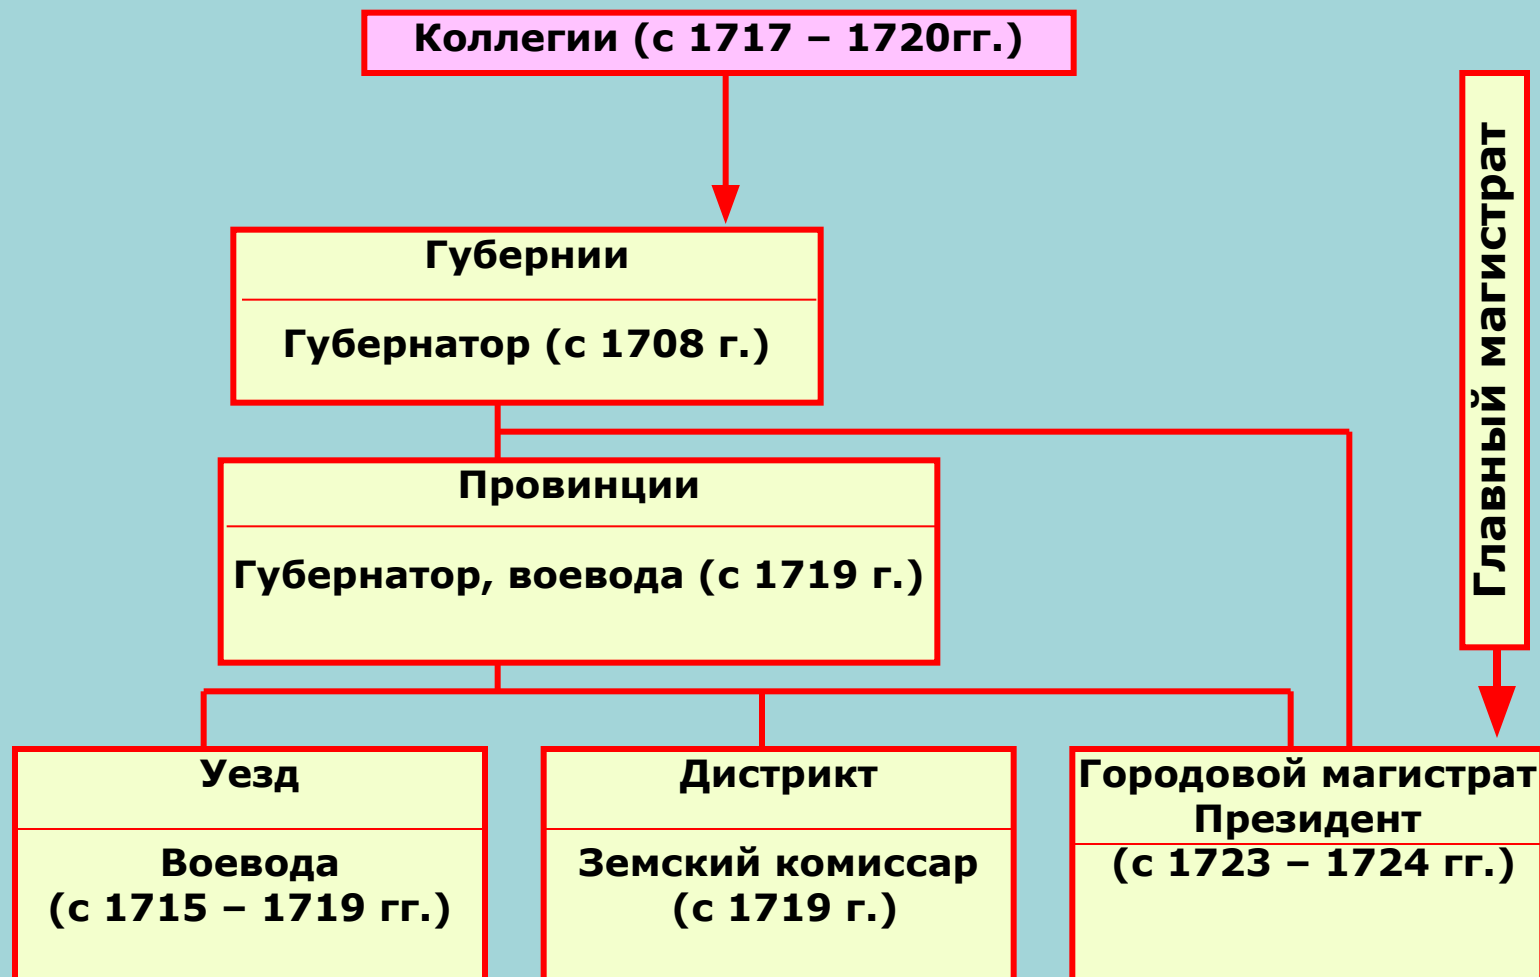 Коллегии (с 1717 – 1720гг.)
Главный магистрат
Губернии
Губернатор (с 1708 г.)
Провинции
Губернатор, воевода (с 1719 г.)
Уезд
Воевода
(с 1715 – 1719 гг.)
Дистрикт
Земский комиссар
(с 1719 г.)
Городовой магистрат
Президент
(с 1723 – 1724 гг.)